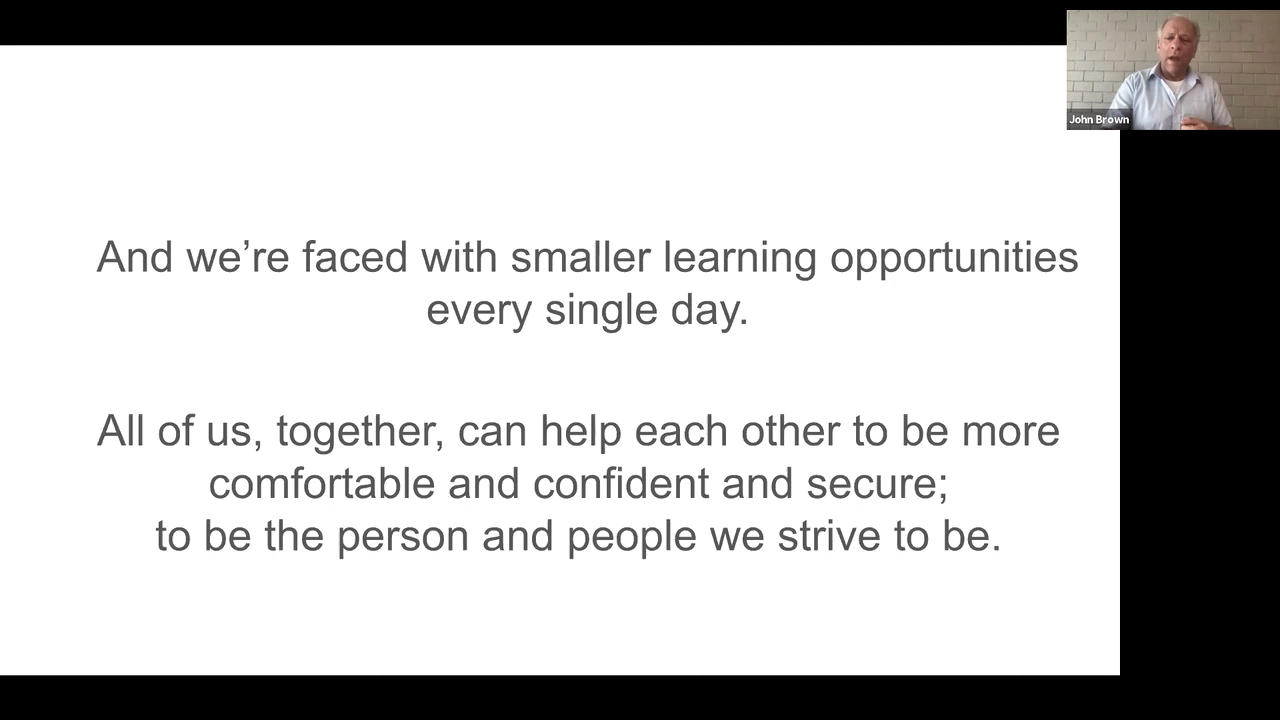 John Brown
And we’re faced with smaller learning opportunities
every single day.
All of us, together, can help each other to be more
comfortable and confident and secure;
to be the person and people we strive to be.